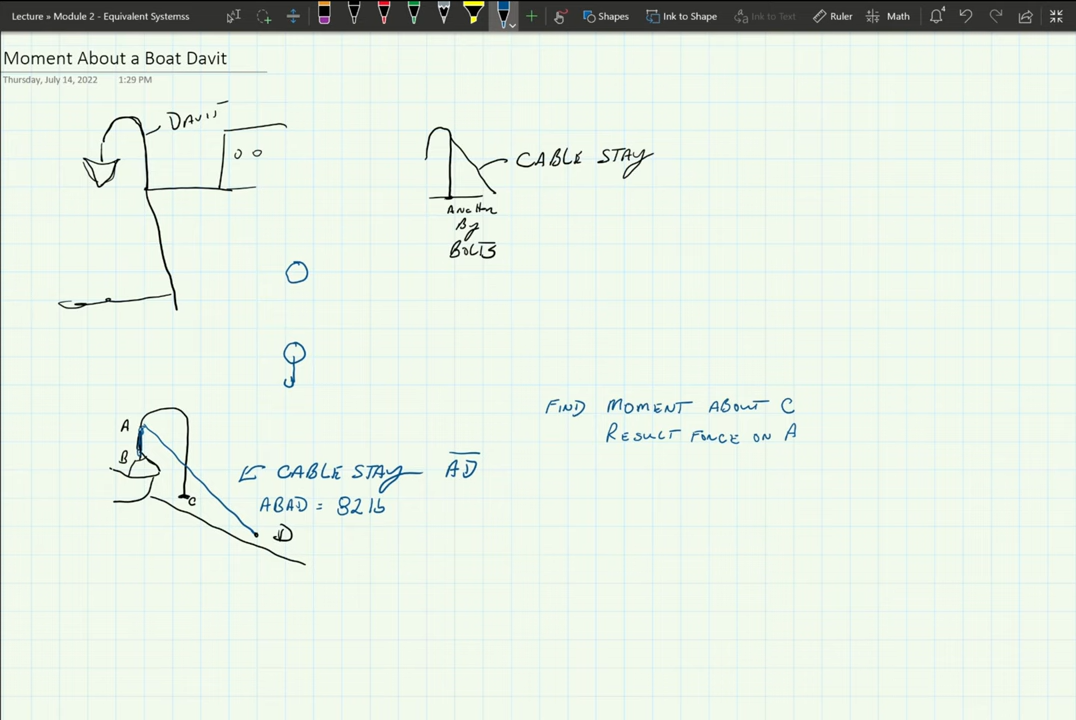 Lecture » Module 2 - Equivalent Systemss
Shapes
Ink to Shape
Ink to Text
Ruler
Math
4
Moment About a Boat Davit
Thursday, July 14, 2022 1:29 PM
DAVIT
CABLE STAY
ANCHOR
By
BOLTS
FIND MOMENT ABOUT C
RESULT FORCE ON A
A
B
C
D
CABLE STAY AD
ABAD = 82 lb